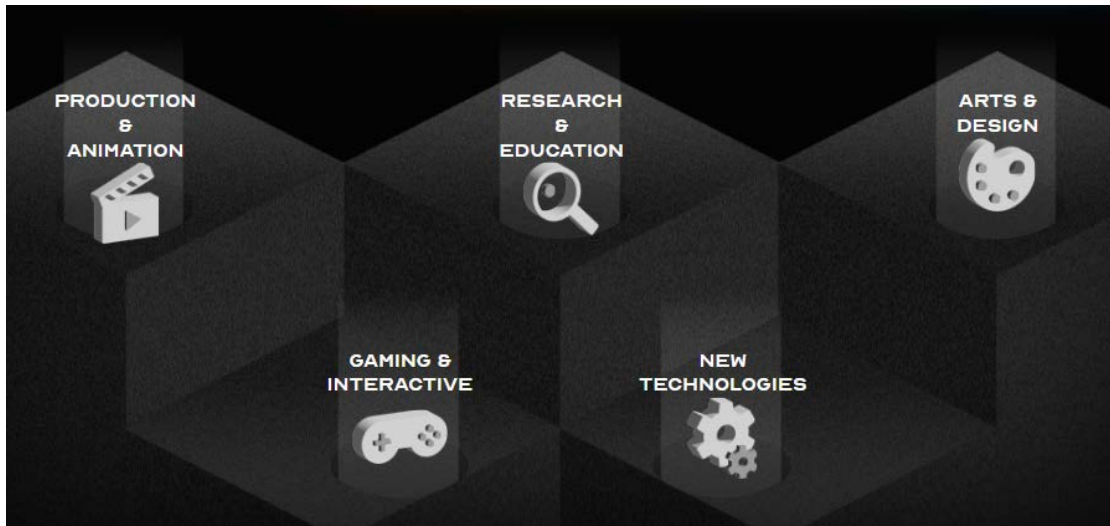 PRODUCTION
&
ANIMATION
RESEARCH
&
EDUCATION
ARTS &
DESIGN
GAMING &
INTERACTIVE
NEW
TECHNOLOGIES